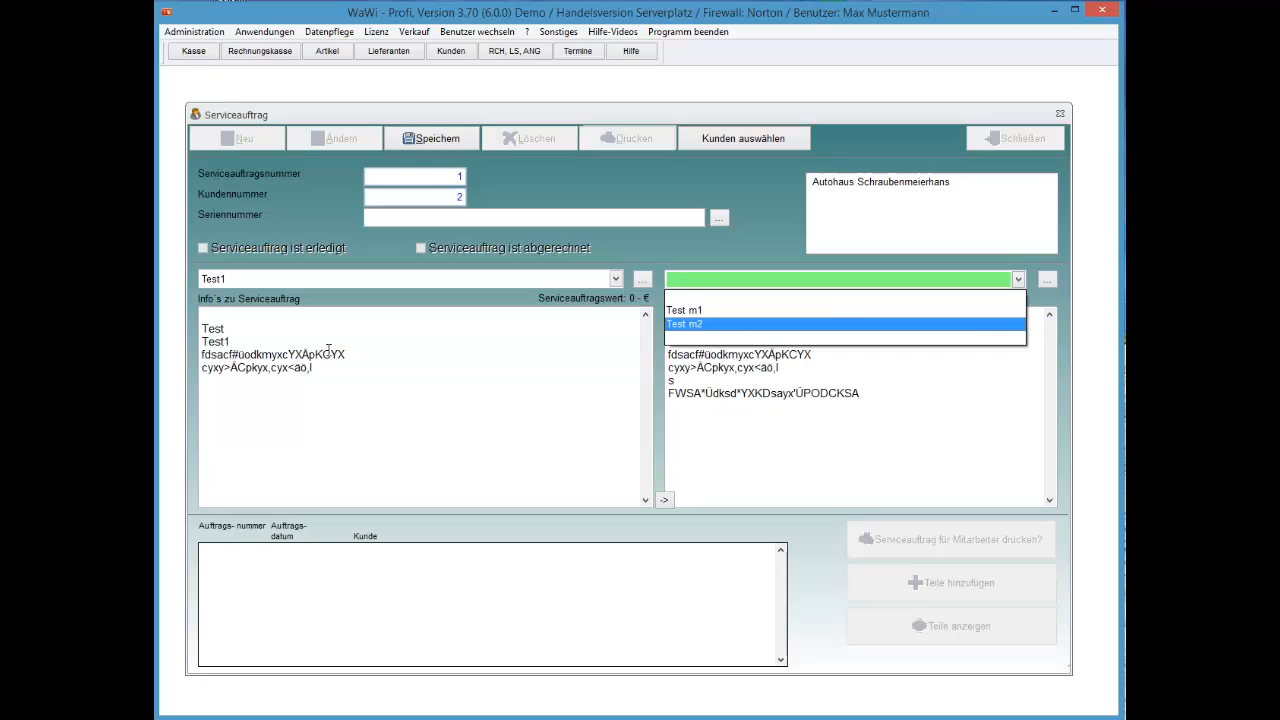 WaWi - Profi, Version 3.70 (6.0.0) Demo / Handelsversion Serverplatz / Firewall: Norton / Benutzer: Max Mustermann
Administration Anwendungen Datenpflege Lizenz Verkauf Benutzer wechseln ? Sonstiges Hilfe-Videos Programm beenden
Kasse Rechnungskasse Artikel Lieferanten Kunden RCH, LS, ANG Termine Hilfe
Serviceauftrag
Neu Ändern Speichern Löschen Drucken Kunden auswählen Schließen
Serviceauftragsnummer 1
Kundennummer 2
Seriennummer ...
Autohaus Schraubenmeierhans
Serviceauftrag ist erledigt Serviceauftrag ist abgerechnet
Test1 ... ...
Info´s zu Serviceauftrag Serviceauftragswert: 0.- €
Test m1
Test m2
Test
Test1
fdsacf#üodkmyxcYXÄpKCYX
cyxy>ÄCpkyx,cyx<äö,l
fdsacf#üodkmyxcYXÄpKCYX
cyxy>ÄCpkyx,cyx<äö,l
s
FWSA*Üdksd*YXKDsayx'ÜPODCKSA
->
Auftrags- nummer Auftrags- datum Kunde
Serviceauftrag für Mitarbeiter drucken?
Teile hinzufügen
Teile anzeigen